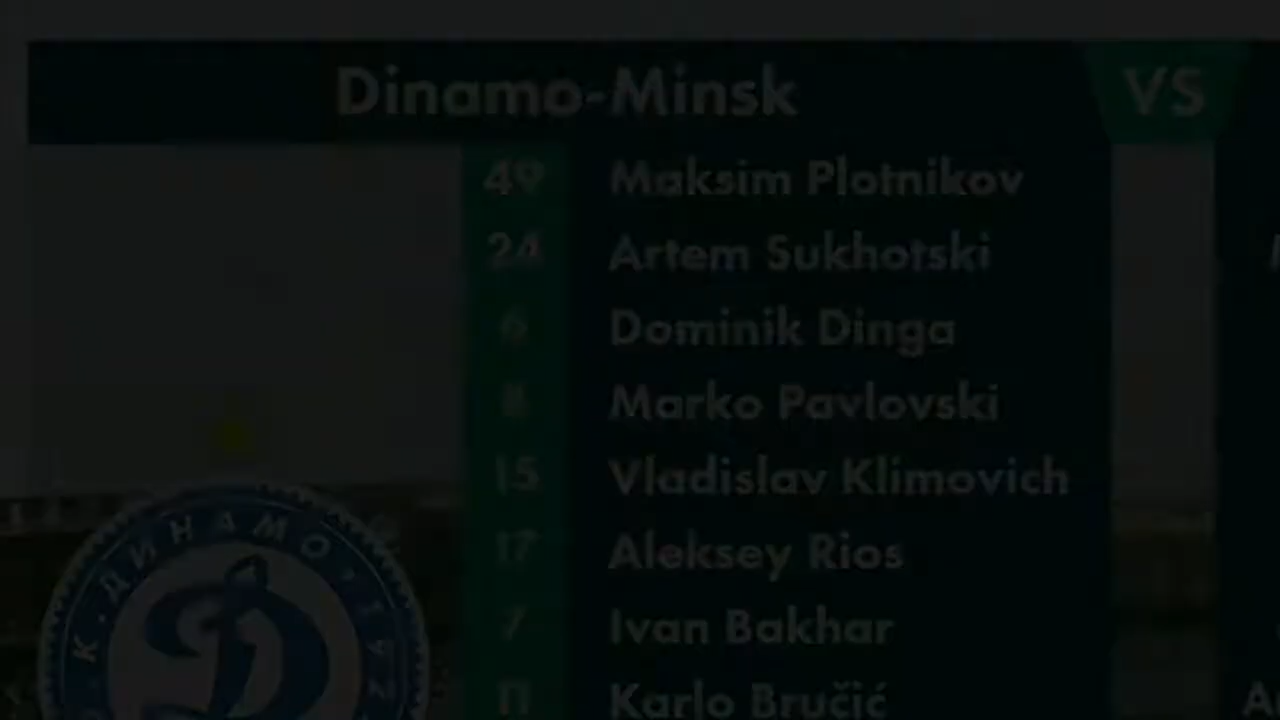 Dinamo-Minsk VS
49 Maksim Plotnikov
24 Artem Sukhotski
6 Dominik Dinga
8 Marko Pavlovski
15 Vladislav Klimovich
17 Aleksey Rios
7 Ivan Bakhar
11 Karlo Bručić
К. ДИНАМО